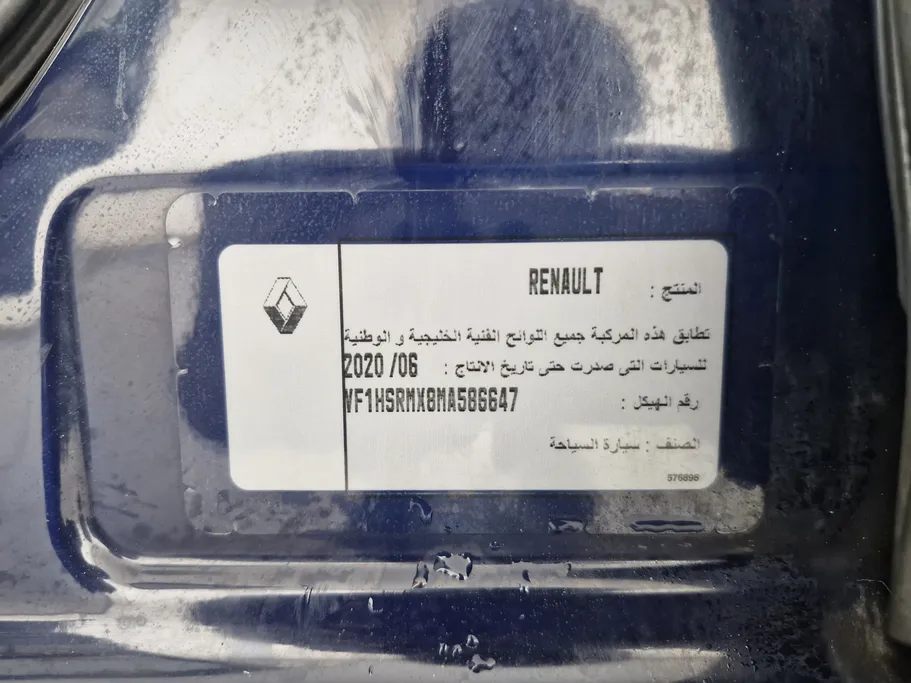 المنتج : RENAULT
تطابق هذه المركبة جميع اللوائح الفنية الخليجية و الوطنية
للسيارات التى صدرت حتى تاريخ الانتاج : 2020 /06
رقم الهيكل : VF1HSRMX8MA586647
الصنف : سيارة السياحة
576898